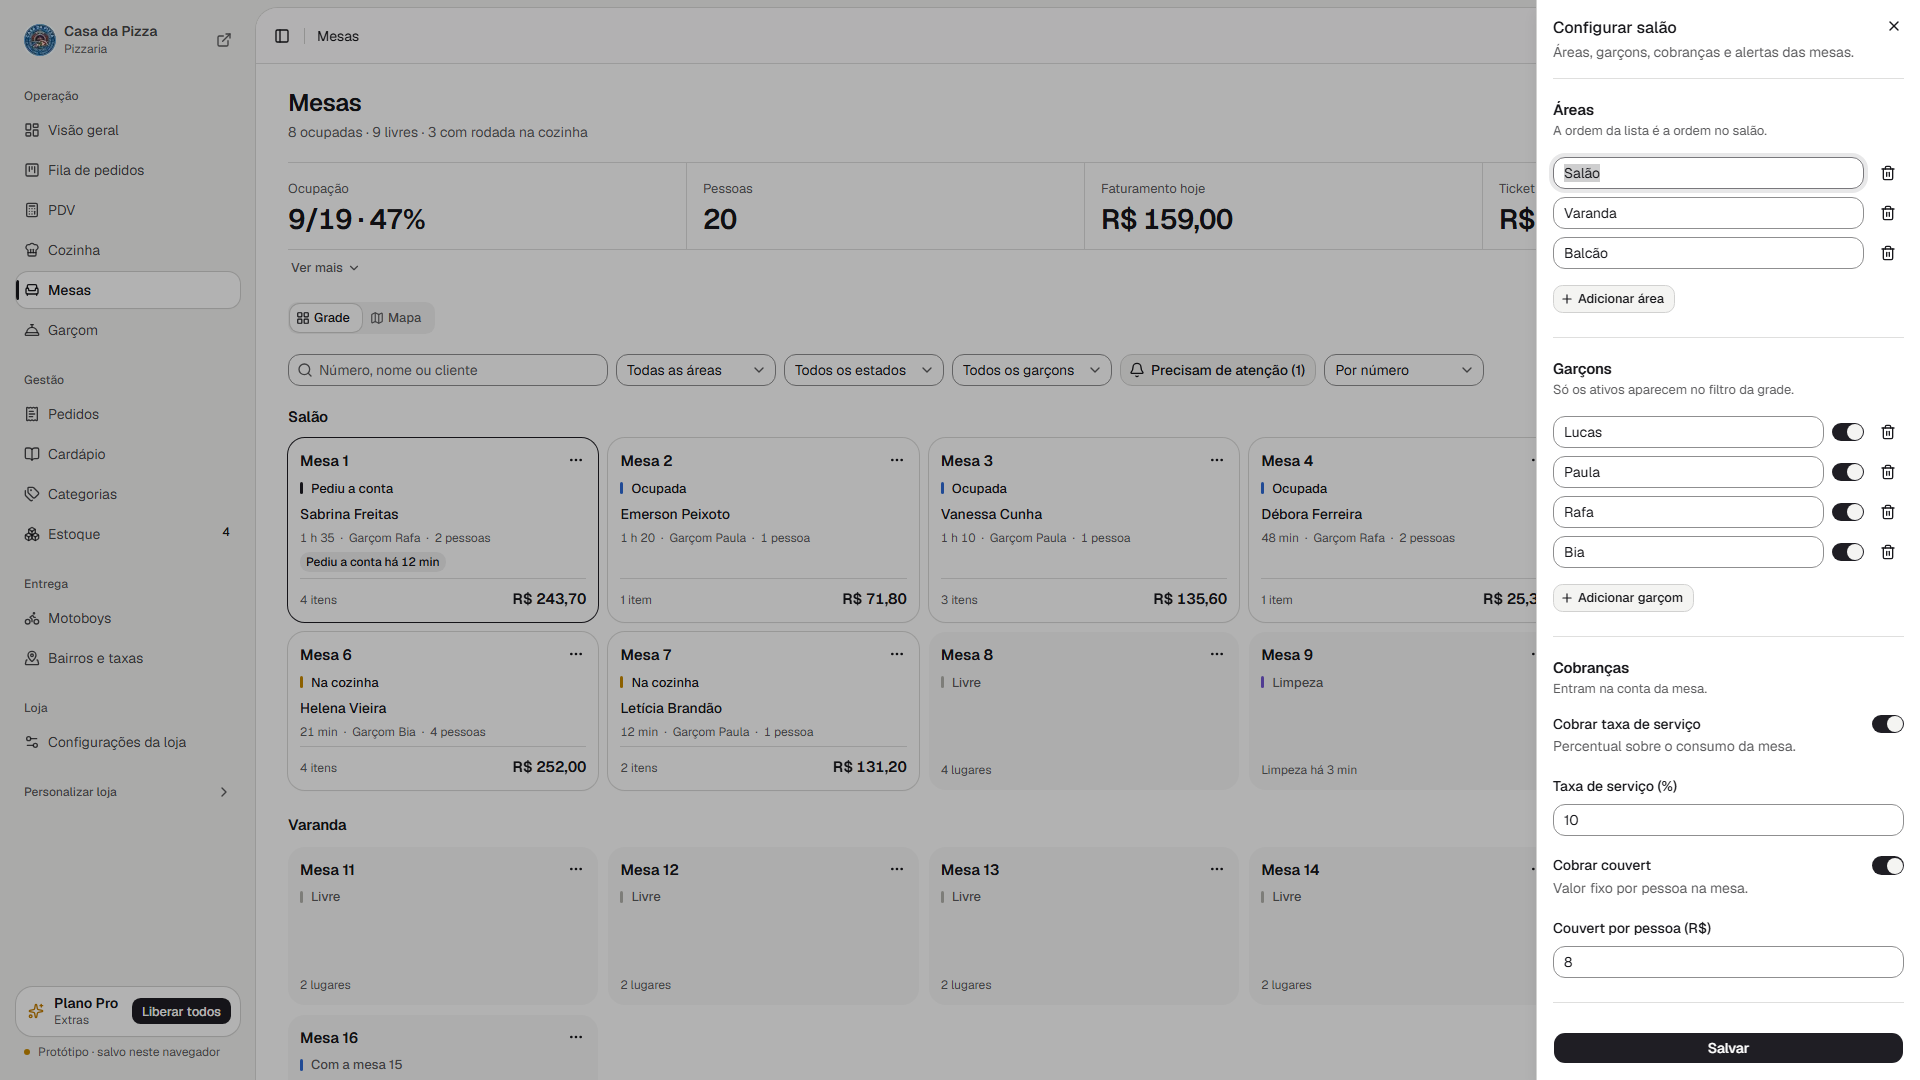 Casa da Pizza
Pizzaria
Operação
Visão geral
Fila de pedidos
PDV
Cozinha
Mesas
Garçom
Gestão
Pedidos
Cardápio
Categorias
Estoque 4
Entrega
Motoboys
Bairros e taxas
Loja
Configurações da loja
Personalizar loja
Plano Pro
Extras
Liberar todos
Protótipo · salvo neste navegador
Mesas
Mesas
8 ocupadas · 9 livres · 3 com rodada na cozinha
Ocupação
9/19 · 47%
Pessoas
20
Faturamento hoje
R$ 159,00
Ticket
R$
Ver mais
Grade
Mapa
Número, nome ou cliente
Todas as áreas
Todos os estados
Todos os garçons
Precisam de atenção (1)
Por número
Salão
Mesa 1
Pediu a conta
Sabrina Freitas
1 h 35 · Garçom Rafa · 2 pessoas
Pediu a conta há 12 min
4 itens R$ 243,70
Mesa 2
Ocupada
Emerson Peixoto
1 h 20 · Garçom Paula · 1 pessoa
1 item R$ 71,80
Mesa 3
Ocupada
Vanessa Cunha
1 h 10 · Garçom Paula · 1 pessoa
3 itens R$ 135,60
Mesa 4
Ocupada
Débora Ferreira
48 min · Garçom Rafa · 2 pessoas
1 item R$ 25,3
Mesa 6
Na cozinha
Helena Vieira
21 min · Garçom Bia · 4 pessoas
4 itens R$ 252,00
Mesa 7
Na cozinha
Letícia Brandão
12 min · Garçom Paula · 1 pessoa
2 itens R$ 131,20
Mesa 8
Livre
4 lugares
Mesa 9
Limpeza
Limpeza há 3 min
Varanda
Mesa 11
Livre
2 lugares
Mesa 12
Livre
2 lugares
Mesa 13
Livre
2 lugares
Mesa 14
Livre
2 lugares
Mesa 16
Com a mesa 15
Configurar salão
Áreas, garçons, cobranças e alertas das mesas.
Áreas
A ordem da lista é a ordem no salão.
Salão
Varanda
Balcão
Adicionar área
Garçons
Só os ativos aparecem no filtro da grade.
Lucas
Paula
Rafa
Bia
Adicionar garçom
Cobranças
Entram na conta da mesa.
Cobrar taxa de serviço
Percentual sobre o consumo da mesa.
Taxa de serviço (%)
10
Cobrar couvert
Valor fixo por pessoa na mesa.
Couvert por pessoa (R$)
8
Salvar